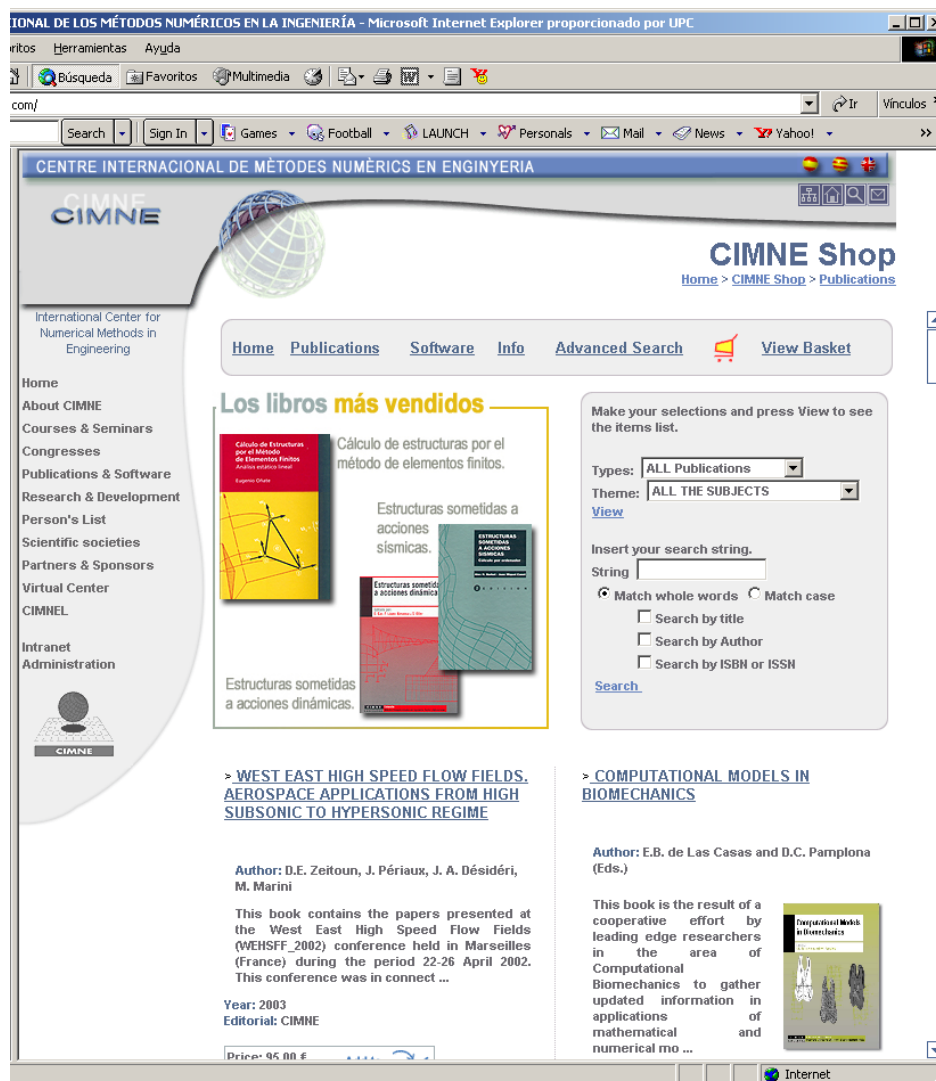 IONAL DE LOS MÉTODOS NUMÉRICOS EN LA INGENIERÍA - Microsoft Internet Explorer proporcionado por UPC
ritos Herramientas Ayuda
Búsqueda Favoritos Multimedia
com/ Ir Vínculos
Search Sign In Games Football LAUNCH Personals Mail News Yahoo! »
CENTRE INTERNACIONAL DE MÈTODES NUMÈRICS EN ENGINYERIA
CIMNE
CIMNE Shop
Home > CIMNE Shop > Publications
International Center for
Numerical Methods in
Engineering
Home Publications Software Info Advanced Search View Basket
Home
About CIMNE
Courses & Seminars
Congresses
Publications & Software
Research & Development
Person's List
Scientific societies
Partners & Sponsors
Virtual Center
CIMNEL
Intranet
Administration
CIMNE
Los libros más vendidos
Cálculo de Estructuras
por el Método
de Elementos Finitos
Análisis estático lineal
Eugenio Oñate
Cálculo de estructuras por el
método de elementos finitos.
Estructuras sometidas a
acciones
sísmicas.
ESTRUCTURAS
SOMETIDAS
A ACCIONES
SISMICAS
Estructuras sometida
a acciones dinámica
Estructuras sometidas
a acciones dinámicas.
Make your selections and press View to see
the items list.
Types: ALL Publications
Theme: ALL THE SUBJECTS
View
Insert your search string.
String
Match whole words Match case
Search by title
Search by Author
Search by ISBN or ISSN
Search
> WEST EAST HIGH SPEED FLOW FIELDS.
AEROSPACE APPLICATIONS FROM HIGH
SUBSONIC TO HYPERSONIC REGIME
Author: D.E. Zeitoun, J. Périaux, J. A. Désidéri,
M. Marini
This book contains the papers presented at
the West East High Speed Flow Fields
(WEHSFF_2002) conference held in Marseilles
(France) during the period 22-26 April 2002.
This conference was in connect ...
Year: 2003
Editorial: CIMNE
Price: 95.00 €
> COMPUTATIONAL MODELS IN
BIOMECHANICS
Author: E.B. de Las Casas and D.C. Pamplona
(Eds.)
This book is the result of a
cooperative effort by
leading edge researchers
in the area of
Computational
Biomechanics to gather
updated information in
applications of
mathematical and
numerical mo ...
Computational Models
in Biomechanics
Internet